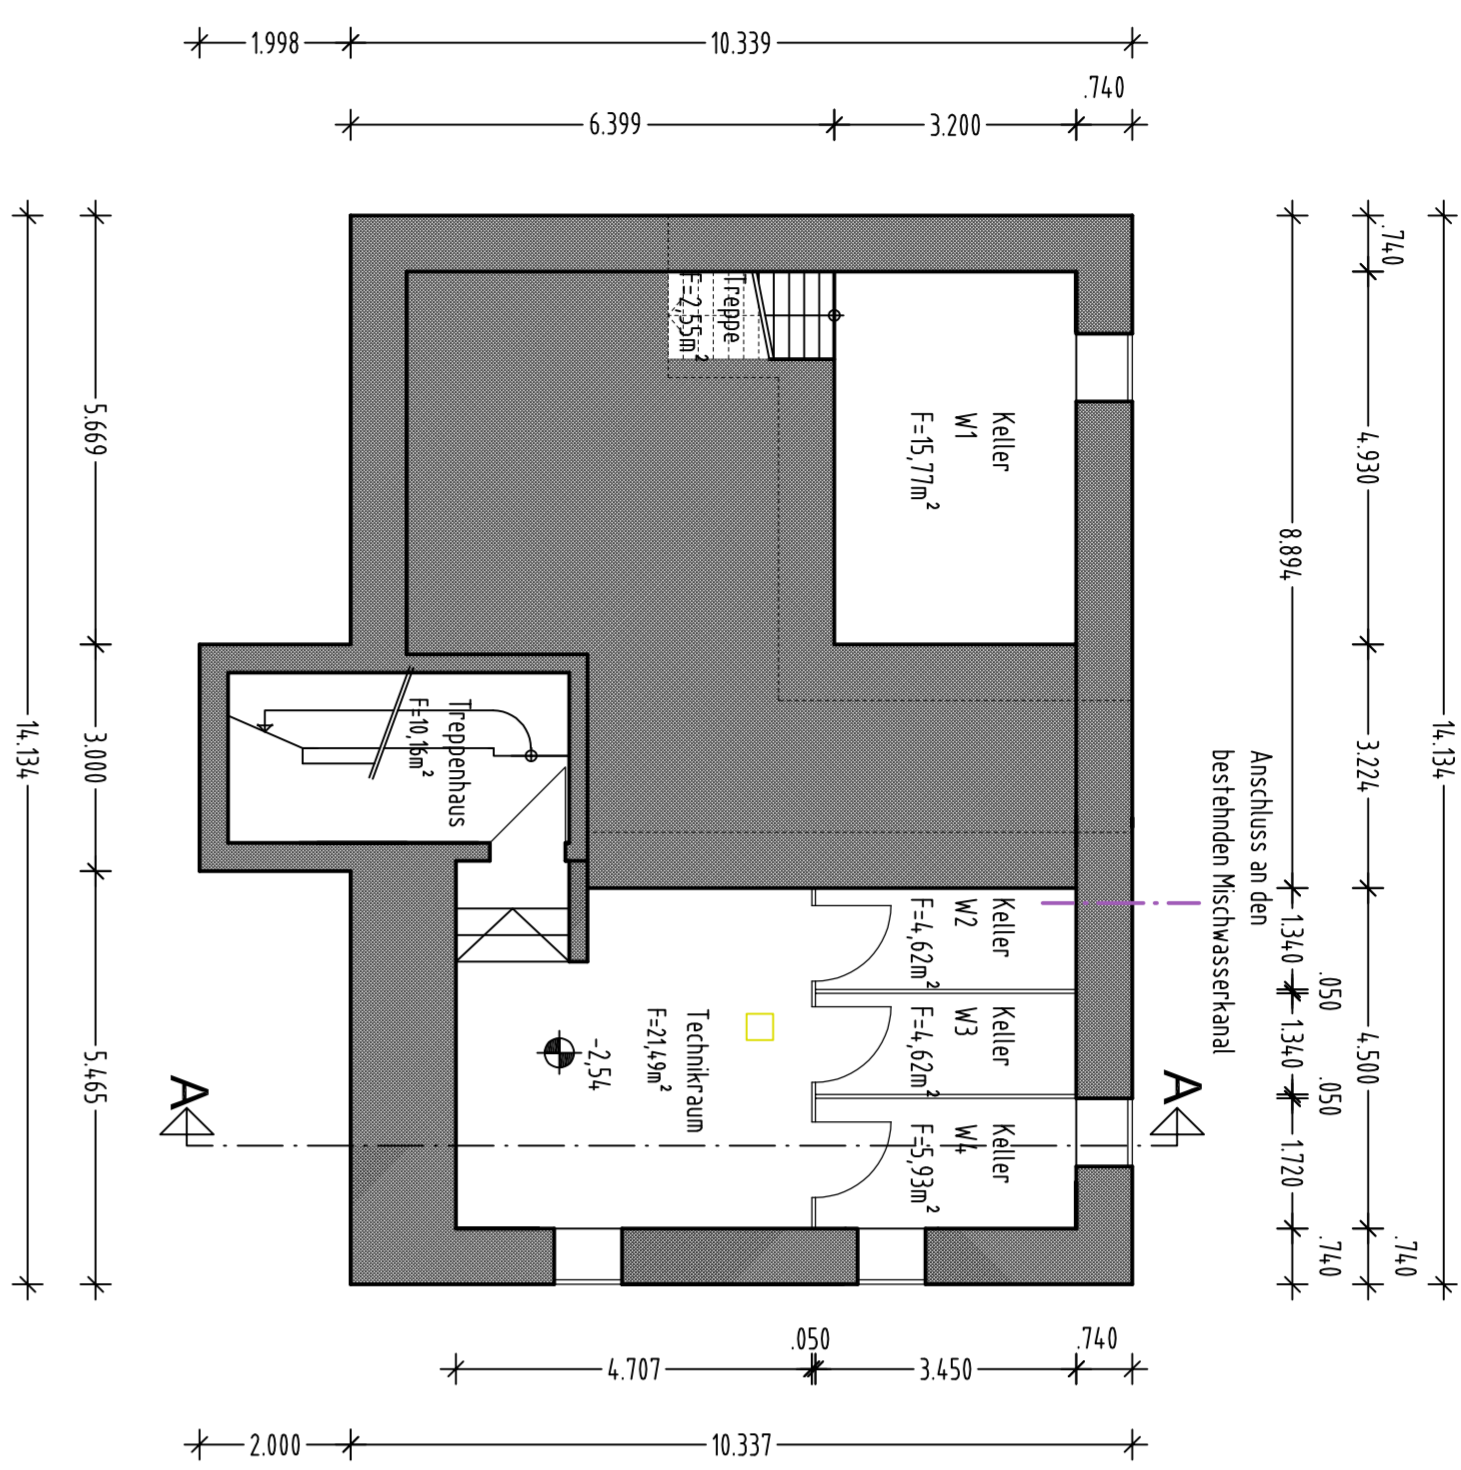 1.998
10.339
.740
6.399
3.200
Treppe
F=2,55m²
Keller
W1
F=15,77m²
.740
5.669
4.930
8.894
Treppenhaus
F=10,16m²
14.134
3.000
3.224
14.134
Anschluss an den
bestehnden Mischwasserkanal
Keller
W2
F=4,62m²
1.340
.050
Keller
W3
F=4,62m²
1.340
4.500
.050
Technikraum
F=21,49m²
-2,54
5.465
A
A
Keller
W4
F=5,93m²
1.720
.740
.740
.050
.740
4.707
3.450
2.000
10.337